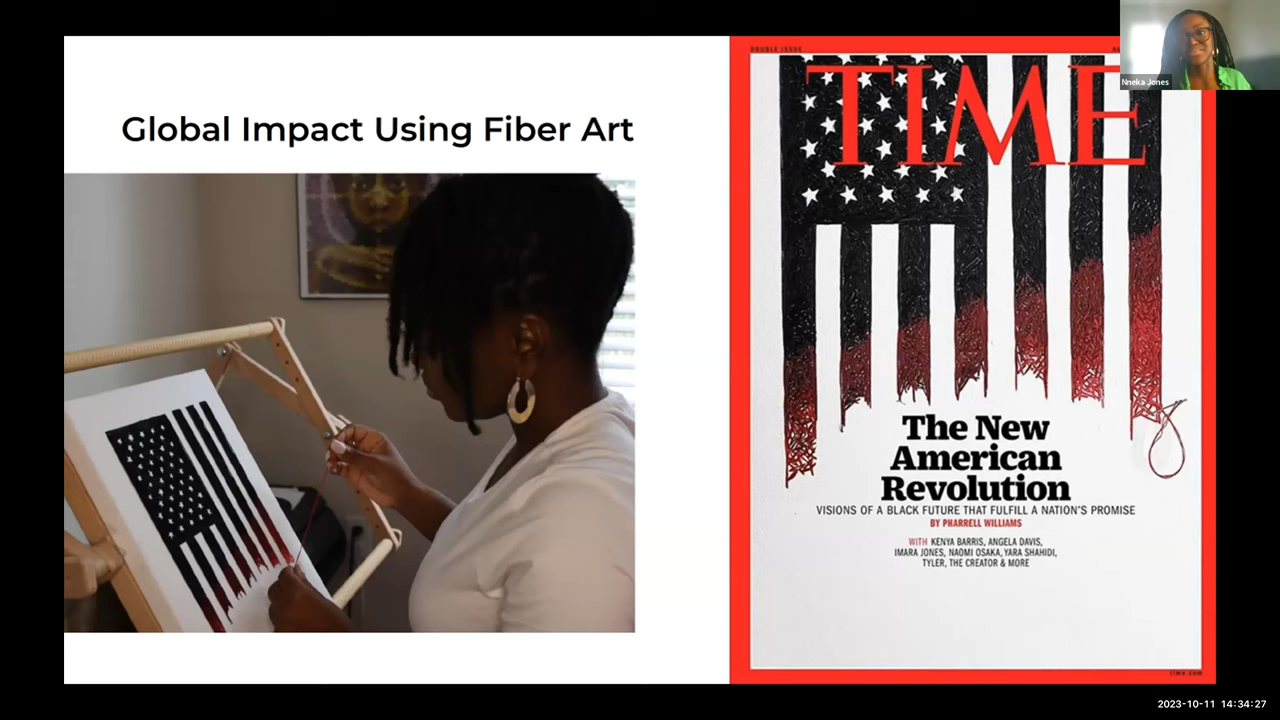 Nneka Jones
DOUBLE ISSUE
TIME
Global Impact Using Fiber Art
The New
American
Revolution
VISIONS OF A BLACK FUTURE THAT FULFILL A NATION'S PROMISE
BY PHARRELL WILLIAMS
WITH KENYA BARRIS, ANGELA DAVIS,
IMARA JONES, NAOMI OSAKA, YARA SHAHIDI,
TYLER, THE CREATOR & MORE
time.com
2023-10-11 14:34:27